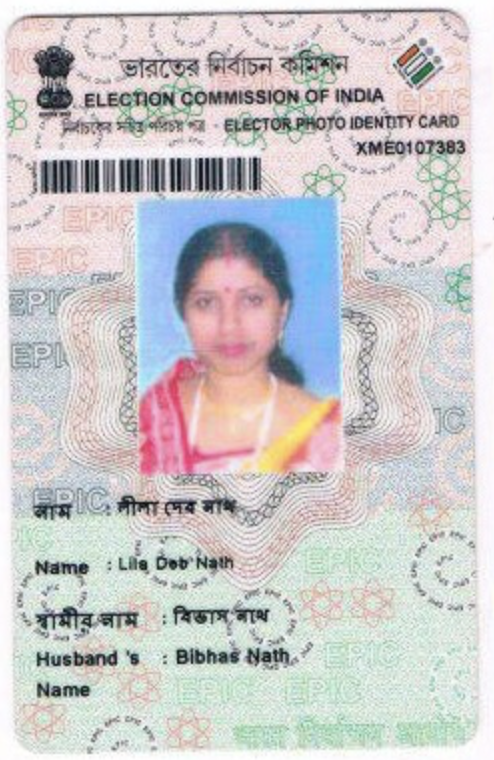 ভারতের নির্বাচন কমিশন
ELECTION COMMISSION OF INDIA
নির্বাচকের সচিত্র পরিচয় পত্র - ELECTOR PHOTO IDENTITY CARD
XME0107383
নাম : লীলা দেব নাথ
Name : Lila Deb Nath
স্বামীর নাম : বিভাস নাথ
Husband 's : Bibhas Nath
Name